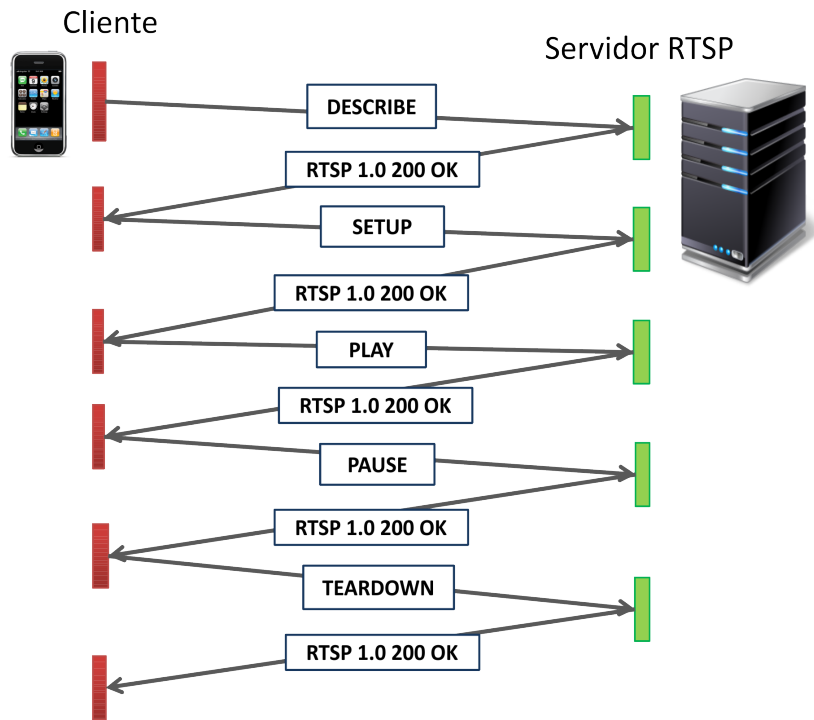 Cliente
Servidor RTSP
DESCRIBE
RTSP 1.0 200 OK
SETUP
RTSP 1.0 200 OK
PLAY
RTSP 1.0 200 OK
PAUSE
RTSP 1.0 200 OK
TEARDOWN
RTSP 1.0 200 OK